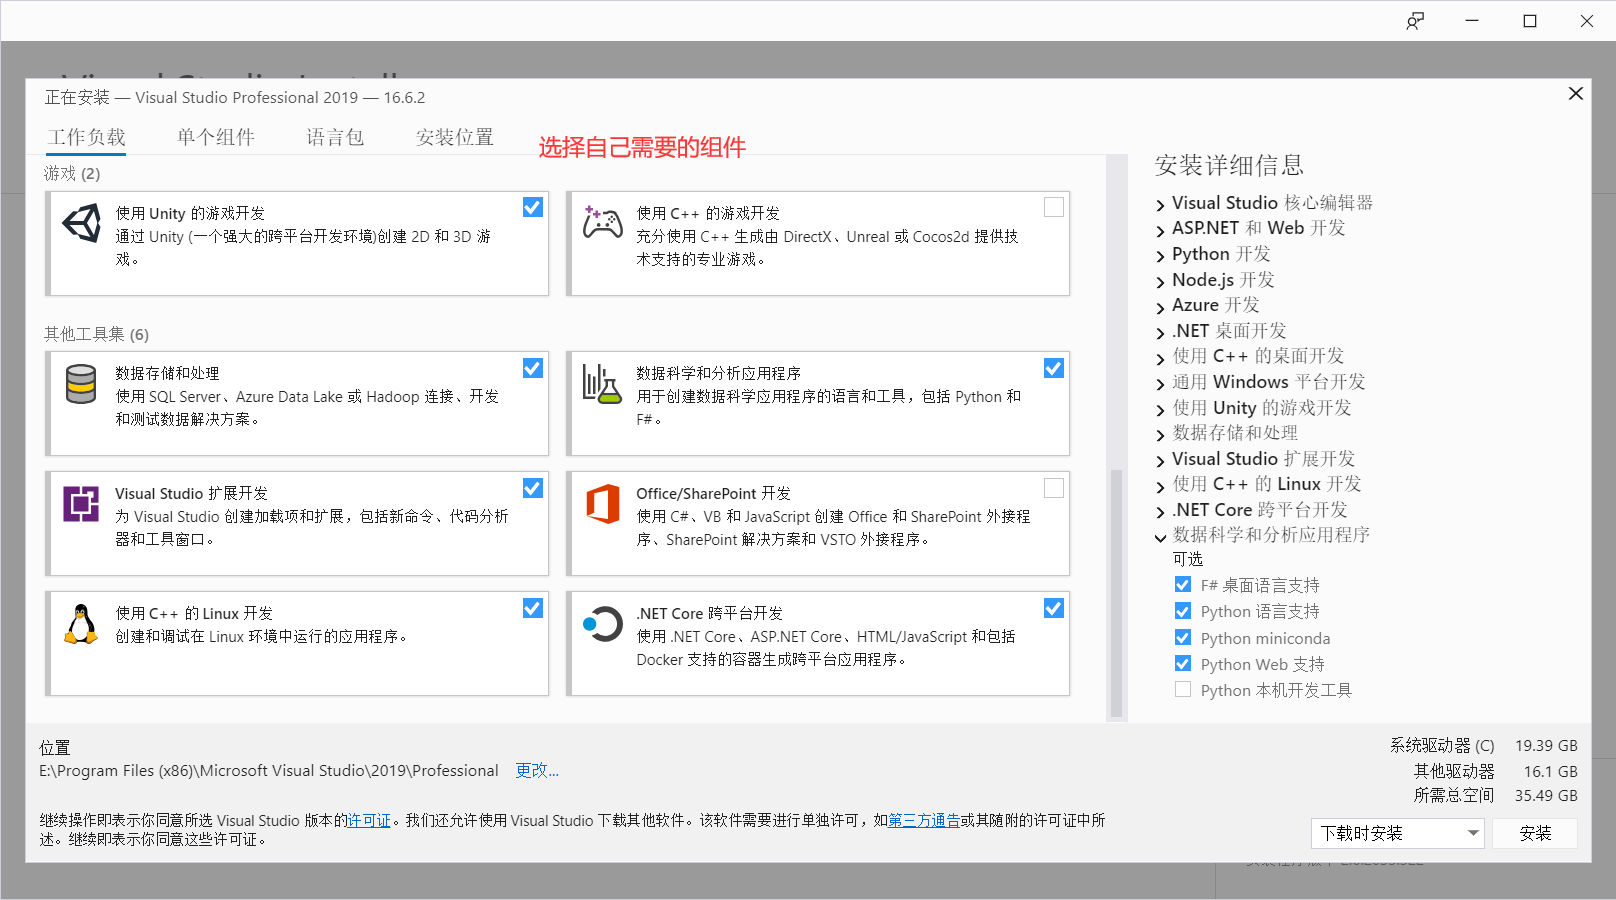 正在安装 — Visual Studio Professional 2019 — 16.6.2
工作负载 单个组件 语言包 安装位置
选择自己需要的组件
游戏 (2)
使用 Unity 的游戏开发
通过 Unity (一个强大的跨平台开发环境)创建 2D 和 3D 游
戏。
使用 C++ 的游戏开发
充分使用 C++ 生成由 DirectX、Unreal 或 Cocos2d 提供技
术支持的专业游戏。
其他工具集 (6)
数据存储和处理
使用 SQL Server、Azure Data Lake 或 Hadoop 连接、开发
和测试数据解决方案。
数据科学和分析应用程序
用于创建数据科学应用程序的语言和工具，包括 Python 和
F#。
Visual Studio 扩展开发
为 Visual Studio 创建加载项和扩展，包括新命令、代码分析
器和工具窗口。
Office/SharePoint 开发
使用 C#、VB 和 JavaScript 创建 Office 和 SharePoint 外接程
序、SharePoint 解决方案和 VSTO 外接程序。
使用 C++ 的 Linux 开发
创建和调试在 Linux 环境中运行的应用程序。
.NET Core 跨平台开发
使用 .NET Core、ASP.NET Core、HTML/JavaScript 和包括
Docker 支持的容器生成跨平台应用程序。
安装详细信息
Visual Studio 核心编辑器
ASP.NET 和 Web 开发
Python 开发
Node.js 开发
Azure 开发
.NET 桌面开发
使用 C++ 的桌面开发
通用 Windows 平台开发
使用 Unity 的游戏开发
数据存储和处理
Visual Studio 扩展开发
使用 C++ 的 Linux 开发
.NET Core 跨平台开发
数据科学和分析应用程序
可选
F# 桌面语言支持
Python 语言支持
Python miniconda
Python Web 支持
Python 本机开发工具
位置
E:\Program Files (x86)\Microsoft Visual Studio\2019\Professional 更改...
系统驱动器 (C) 19.39 GB
其他驱动器 16.1 GB
所需总空间 35.49 GB
继续操作即表示你同意所选 Visual Studio 版本的许可证。我们还允许使用 Visual Studio 下载其他软件。该软件需要进行单独许可，如第三方通告或其随附的许可证中所
述。继续即表示你同意这些许可证。
下载时安装 安装